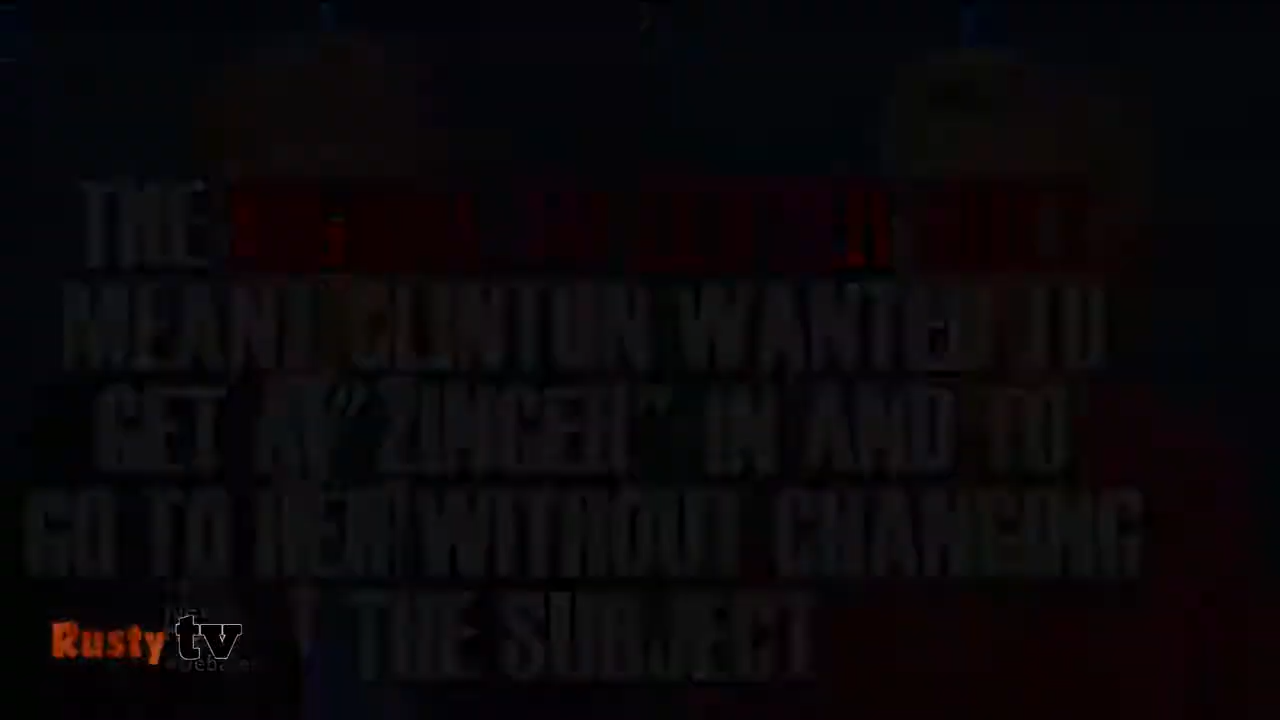 THE
MEANT CLINTON WANTED TO
GET A "ZINGER" IN AND TO
GO TO HER WITHOUT CHANGING
THE SUBJECT
Rusty tv